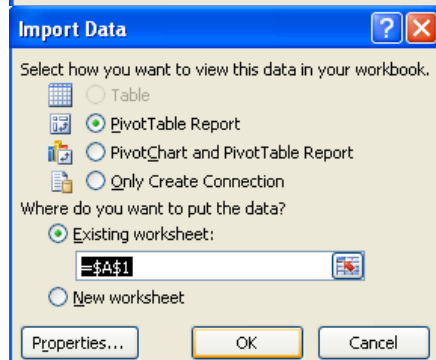 Import Data
Select how you want to view this data in your workbook.
Table
PivotTable Report
PivotChart and PivotTable Report
Only Create Connection
Where do you want to put the data?
Existing worksheet:
=$A$1
New worksheet
Properties... OK Cancel